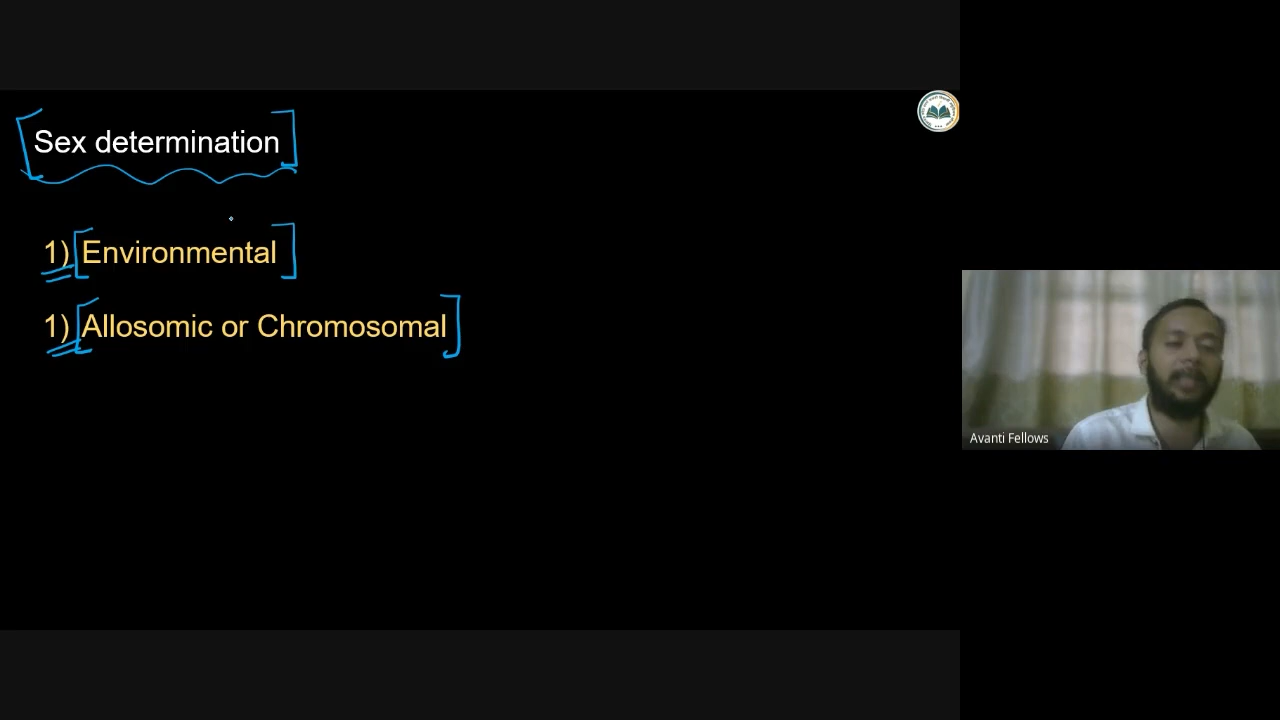 Sex determination
1) Environmental
1) Allosomic or Chromosomal
Avanti Fellows